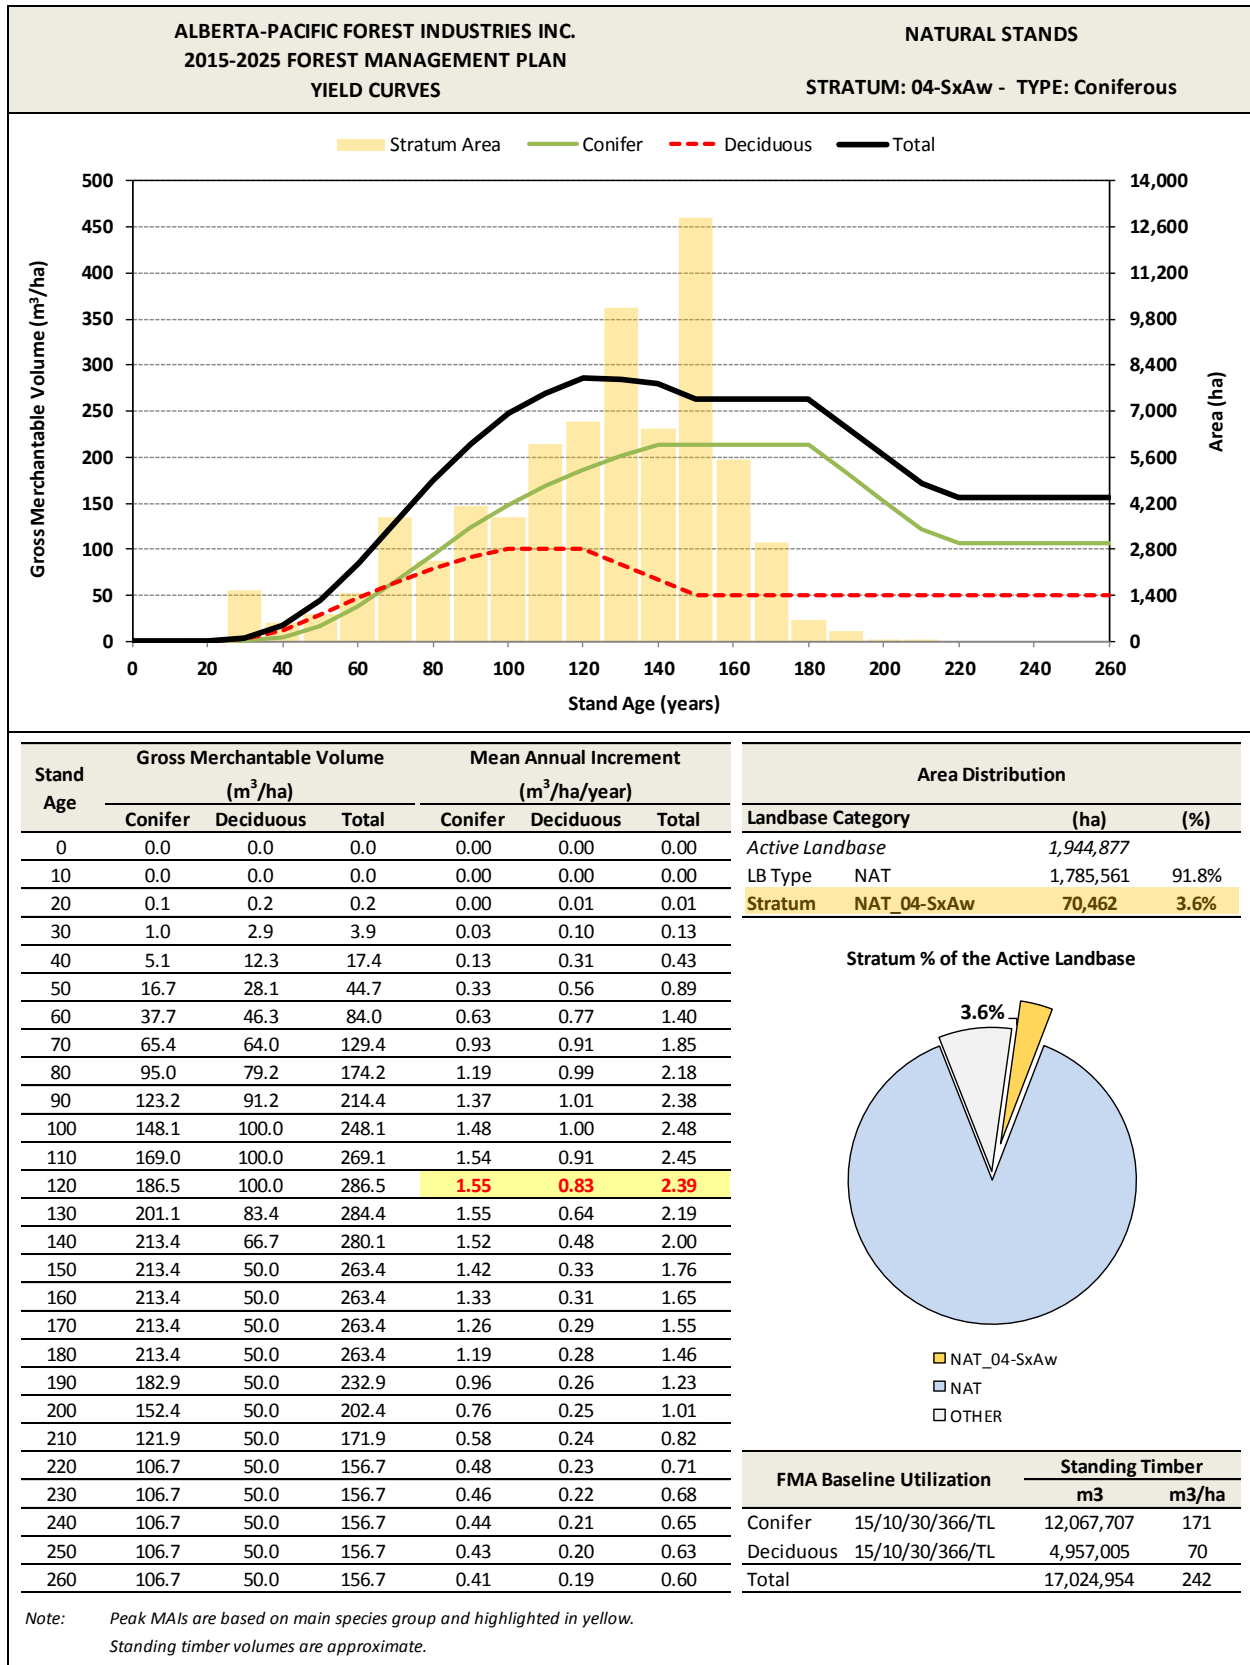 ALBERTA-PACIFIC FOREST INDUSTRIES INC.
2015-2025 FOREST MANAGEMENT PLAN
YIELD CURVES
NATURAL STANDS
STRATUM: 04-SxAw - TYPE: Coniferous
Stratum Area Conifer Deciduous Total
Gross Merchantable Volume (m³/ha)
500
450
400
350
300
250
200
150
100
50
0
14,000
12,600
11,200
9,800
8,400
7,000
5,600
4,200
2,800
1,400
0
Area (ha)
0 20 40 60 80 100 120 140 160 180 200 220 240 260
Stand Age (years)
Stand Age Gross Merchantable Volume (m³/ha) Mean Annual Increment (m³/ha/year)
Conifer Deciduous Total Conifer Deciduous Total
0 0.0 0.0 0.0 0.00 0.00 0.00
10 0.0 0.0 0.0 0.00 0.00 0.00
20 0.1 0.2 0.2 0.00 0.01 0.01
30 1.0 2.9 3.9 0.03 0.10 0.13
40 5.1 12.3 17.4 0.13 0.31 0.43
50 16.7 28.1 44.7 0.33 0.56 0.89
60 37.7 46.3 84.0 0.63 0.77 1.40
70 65.4 64.0 129.4 0.93 0.91 1.85
80 95.0 79.2 174.2 1.19 0.99 2.18
90 123.2 91.2 214.4 1.37 1.01 2.38
100 148.1 100.0 248.1 1.48 1.00 2.48
110 169.0 100.0 269.1 1.54 0.91 2.45
120 186.5 100.0 286.5 1.55 0.83 2.39
130 201.1 83.4 284.4 1.55 0.64 2.19
140 213.4 66.7 280.1 1.52 0.48 2.00
150 213.4 50.0 263.4 1.42 0.33 1.76
160 213.4 50.0 263.4 1.33 0.31 1.65
170 213.4 50.0 263.4 1.26 0.29 1.55
180 213.4 50.0 263.4 1.19 0.28 1.46
190 182.9 50.0 232.9 0.96 0.26 1.23
200 152.4 50.0 202.4 0.76 0.25 1.01
210 121.9 50.0 171.9 0.58 0.24 0.82
220 106.7 50.0 156.7 0.48 0.23 0.71
230 106.7 50.0 156.7 0.46 0.22 0.68
240 106.7 50.0 156.7 0.44 0.21 0.65
250 106.7 50.0 156.7 0.43 0.20 0.63
260 106.7 50.0 156.7 0.41 0.19 0.60
Area Distribution
Landbase Category (ha) (%)
Active Landbase 1,944,877
LB Type NAT 1,785,561 91.8%
Stratum NAT_04-SxAw 70,462 3.6%
Stratum % of the Active Landbase
3.6%
NAT_04-SxAw
NAT
OTHER
FMA Baseline Utilization Standing Timber
m3 m3/ha
Conifer 15/10/30/366/TL 12,067,707 171
Deciduous 15/10/30/366/TL 4,957,005 70
Total 17,024,954 242
Note: Peak MAIs are based on main species group and highlighted in yellow.
Standing timber volumes are approximate.